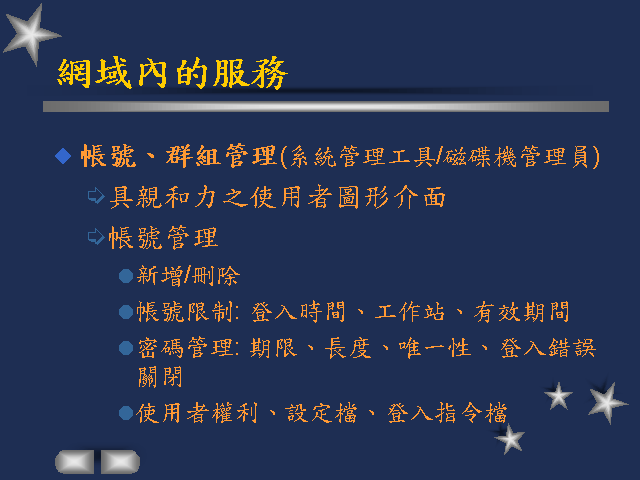 網域內的服務
帳號、群組管理(系統管理工具/磁碟機管理員)
具親和力之使用者圖形介面
帳號管理
新增/刪除
帳號限制: 登入時間、工作站、有效期間
密碼管理: 期限、長度、唯一性、登入錯誤
關閉
使用者權利、設定檔、登入指令檔